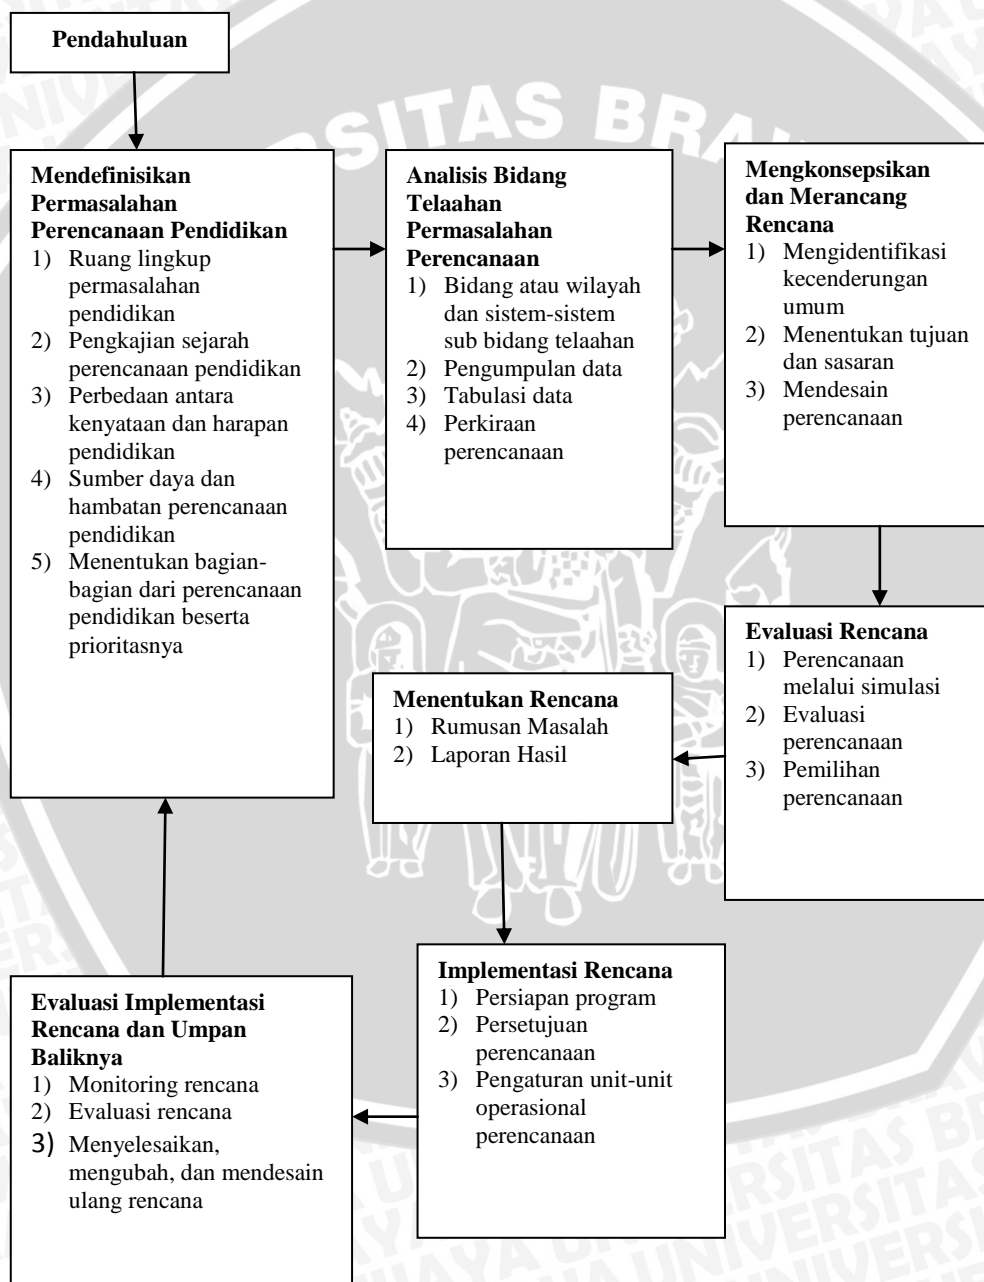 Pendahuluan
Mendefinisikan
Permasalahan
Perencanaan Pendidikan
1) Ruang lingkup
permasalahan
pendidikan
2) Pengkajian sejarah
perencanaan pendidikan
3) Perbedaan antara
kenyataan dan harapan
pendidikan
4) Sumber daya dan
hambatan perencanaan
pendidikan
5) Menentukan bagian-
bagian dari perencanaan
pendidikan beserta
prioritasnya
Analisis Bidang
Telaahan
Permasalahan
Perencanaan
1) Bidang atau wilayah
dan sistem-sistem
sub bidang telaahan
2) Pengumpulan data
3) Tabulasi data
4) Perkiraan
perencanaan
Mengkonsepsikan
dan Merancang
Rencana
1) Mengidentifikasi
kecenderungan
umum
2) Menentukan tujuan
dan sasaran
3) Mendesain
perencanaan
Evaluasi Rencana
1) Perencanaan
melalui simulasi
2) Evaluasi
perencanaan
3) Pemilihan
perencanaan
Menentukan Rencana
1) Rumusan Masalah
2) Laporan Hasil
Implementasi Rencana
1) Persiapan program
2) Persetujuan
perencanaan
3) Pengaturan unit-unit
operasional
perencanaan
Evaluasi Implementasi
Rencana dan Umpan
Baliknya
1) Monitoring rencana
2) Evaluasi rencana
3) Menyelesaikan,
mengubah, dan mendesain
ulang rencana